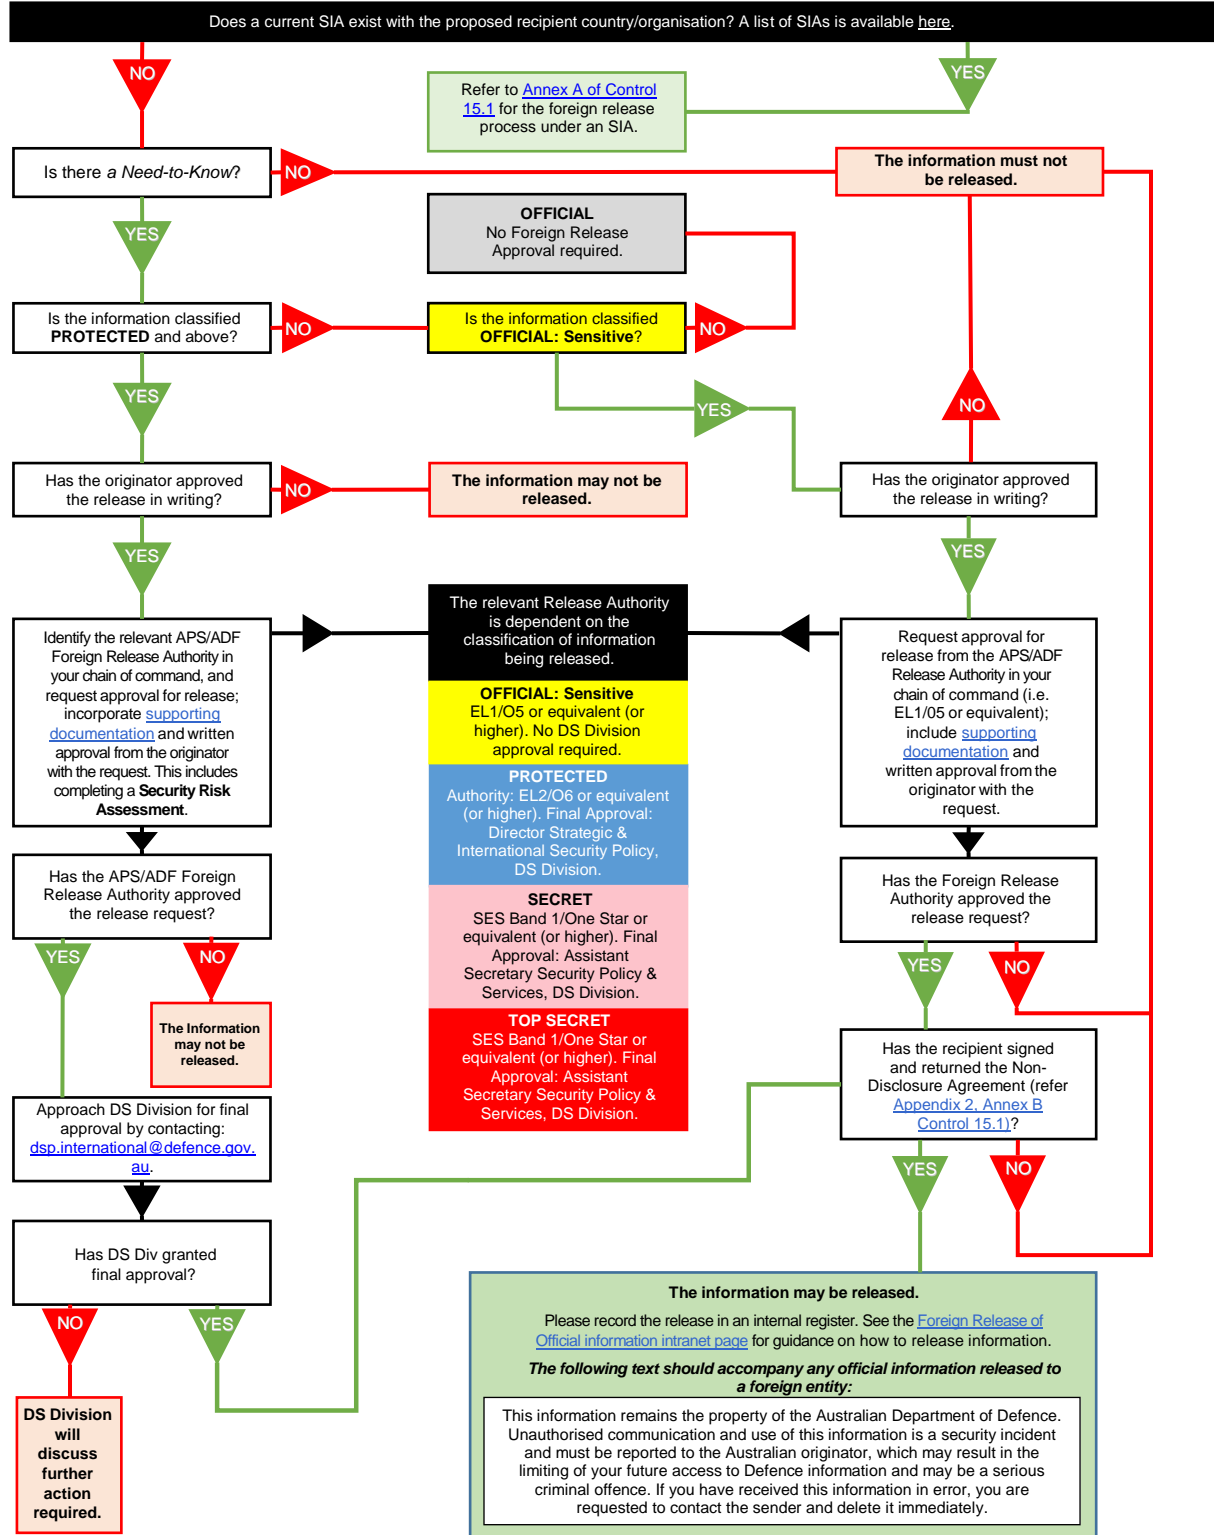 Does a current SIA exist with the proposed recipient country/organisation? A list of SIAs is available here.
NO
YES
Refer to Annex A of Control
15.1 for the foreign release
process under an SIA.
Is there a Need-to-Know?
NO
The information must not
be released.
YES
OFFICIAL
No Foreign Release
Approval required.
Is the information classified
PROTECTED and above?
NO
Is the information classified
OFFICIAL: Sensitive?
NO
YES
YES
NO
Has the originator approved
the release in writing?
NO
The information may not be
released.
Has the originator approved
the release in writing?
YES
YES
Identify the relevant APS/ADF
Foreign Release Authority in
your chain of command, and
request approval for release;
incorporate supporting
documentation and written
approval from the originator
with the request. This includes
completing a Security Risk
Assessment.
The relevant Release Authority
is dependent on the
classification of information
being released.
OFFICIAL: Sensitive
EL1/O5 or equivalent (or
higher). No DS Division
approval required.
PROTECTED
Authority: EL2/O6 or equivalent
(or higher). Final Approval:
Director Strategic &
International Security Policy,
DS Division.
SECRET
SES Band 1/One Star or
equivalent (or higher). Final
Approval: Assistant
Secretary Security Policy &
Services, DS Division.
TOP SECRET
SES Band 1/One Star or
equivalent (or higher). Final
Approval: Assistant
Secretary Security Policy &
Services, DS Division.
Request approval for
release from the APS/ADF
Release Authority in your
chain of command (i.e.
EL1/05 or equivalent);
include supporting
documentation and
written approval from the
originator with the
request.
Has the APS/ADF Foreign
Release Authority approved
the release request?
Has the Foreign Release
Authority approved the
release request?
YES
NO
YES
NO
The Information
may not be
released.
Has the recipient signed
and returned the Non-
Disclosure Agreement (refer
Appendix 2, Annex B
Control 15.1)?
Approach DS Division for final
approval by contacting:
dsp.international@defence.gov.
au.
YES
NO
Has DS Div granted
final approval?
NO
YES
DS Division
will
discuss
further
action
required.
The information may be released.
Please record the release in an internal register. See the Foreign Release of
Official information intranet page for guidance on how to release information.
The following text should accompany any official information released to
a foreign entity:
This information remains the property of the Australian Department of Defence.
Unauthorised communication and use of this information is a security incident
and must be reported to the Australian originator, which may result in the
limiting of your future access to Defence information and may be a serious
criminal offence. If you have received this information in error, you are
requested to contact the sender and delete it immediately.